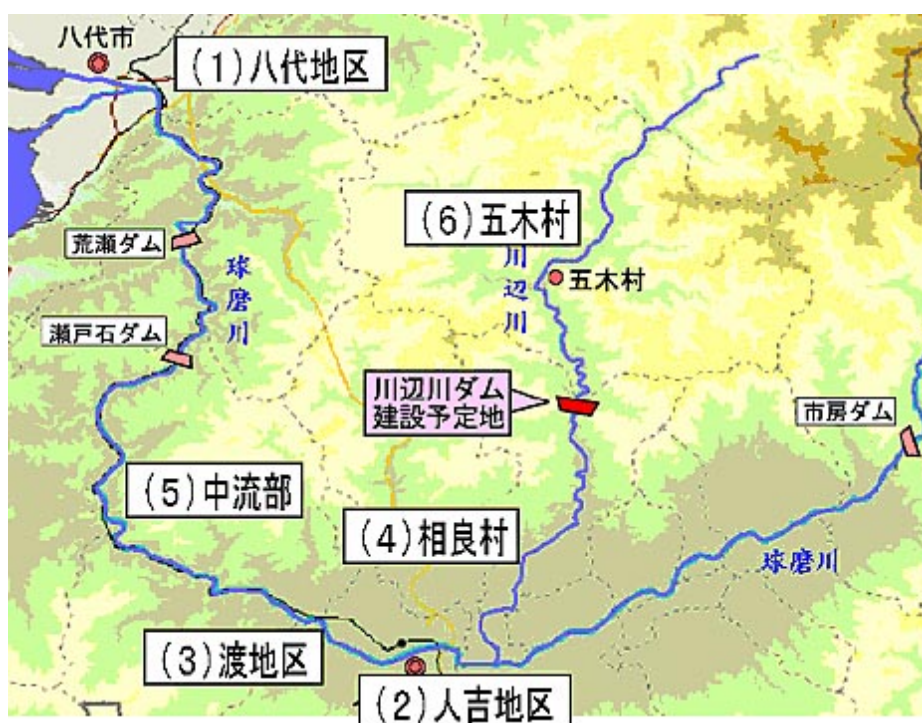 八代市
(1)八代地区
(6)五木村
荒瀬ダム
球磨川
川辺川
五木村
瀬戸石ダム
川辺川ダム
建設予定地
市房ダム
(5)中流部
(4)相良村
球磨川
(3)渡地区
(2)人吉地区